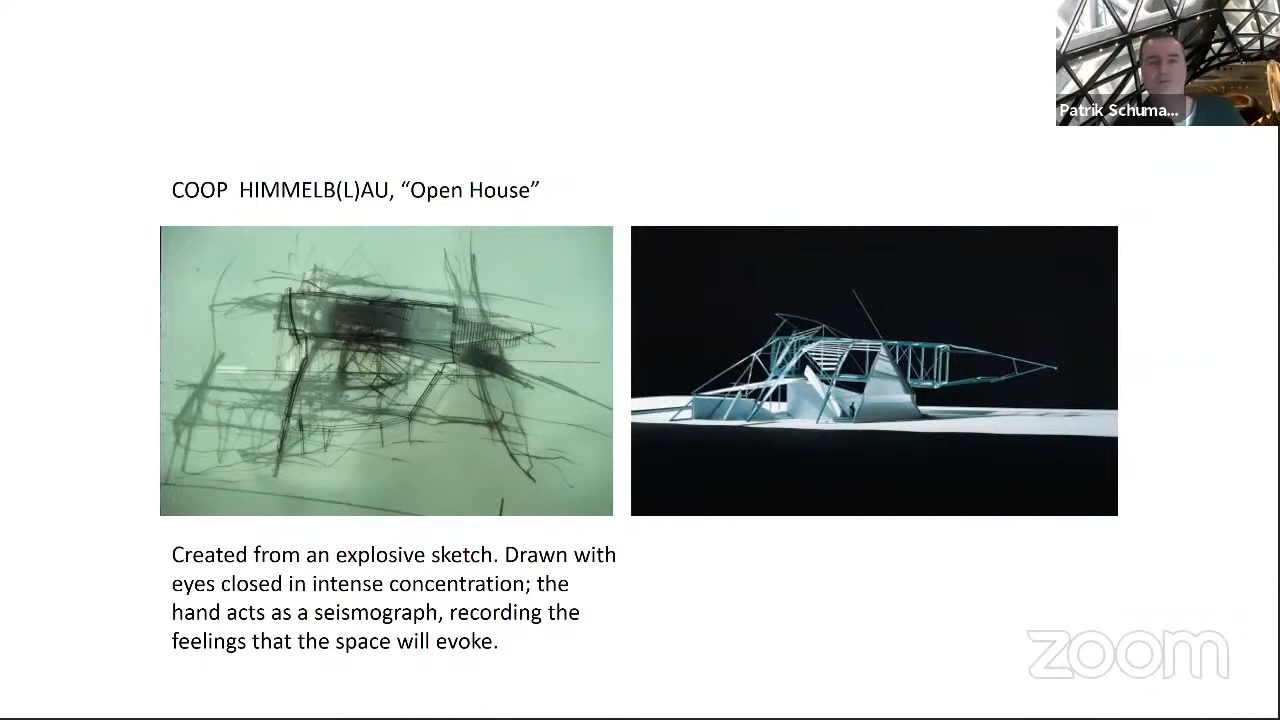 Patrik Schuma...
COOP HIMMELB(L)AU, “Open House”
Created from an explosive sketch. Drawn with
eyes closed in intense concentration; the
hand acts as a seismograph, recording the
feelings that the space will evoke.
zoom